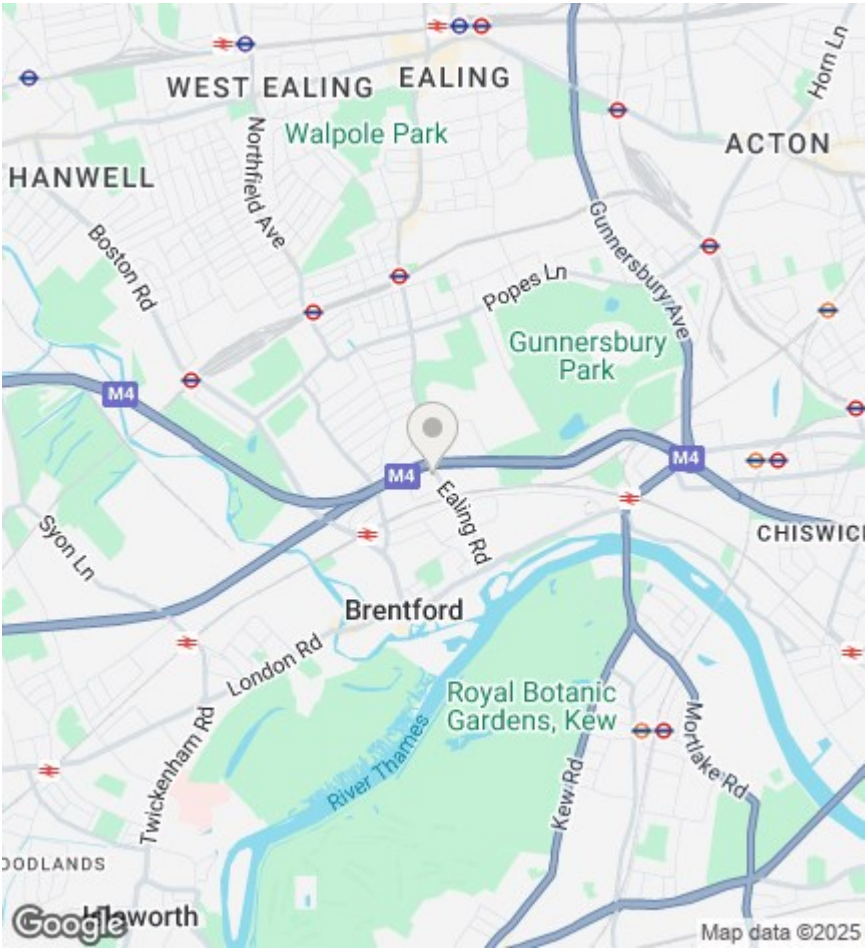 WEST EALING
EALING
Horn Ln
Walpole Park
ACTON
HANWELL
Northfield Ave
Boston Rd
Gunnersbury Ave
Popes Ln
Gunnersbury
Park
M4
M4
M4
Ealing Rd
Syon Ln
CHISWICK
Brentford
London Rd
Royal Botanic
Gardens, Kew
River Thames
Twickenham Rd
Mortlake Rd
Kew Rd
OODLANDS
Isleworth
Google
Map data ©2025